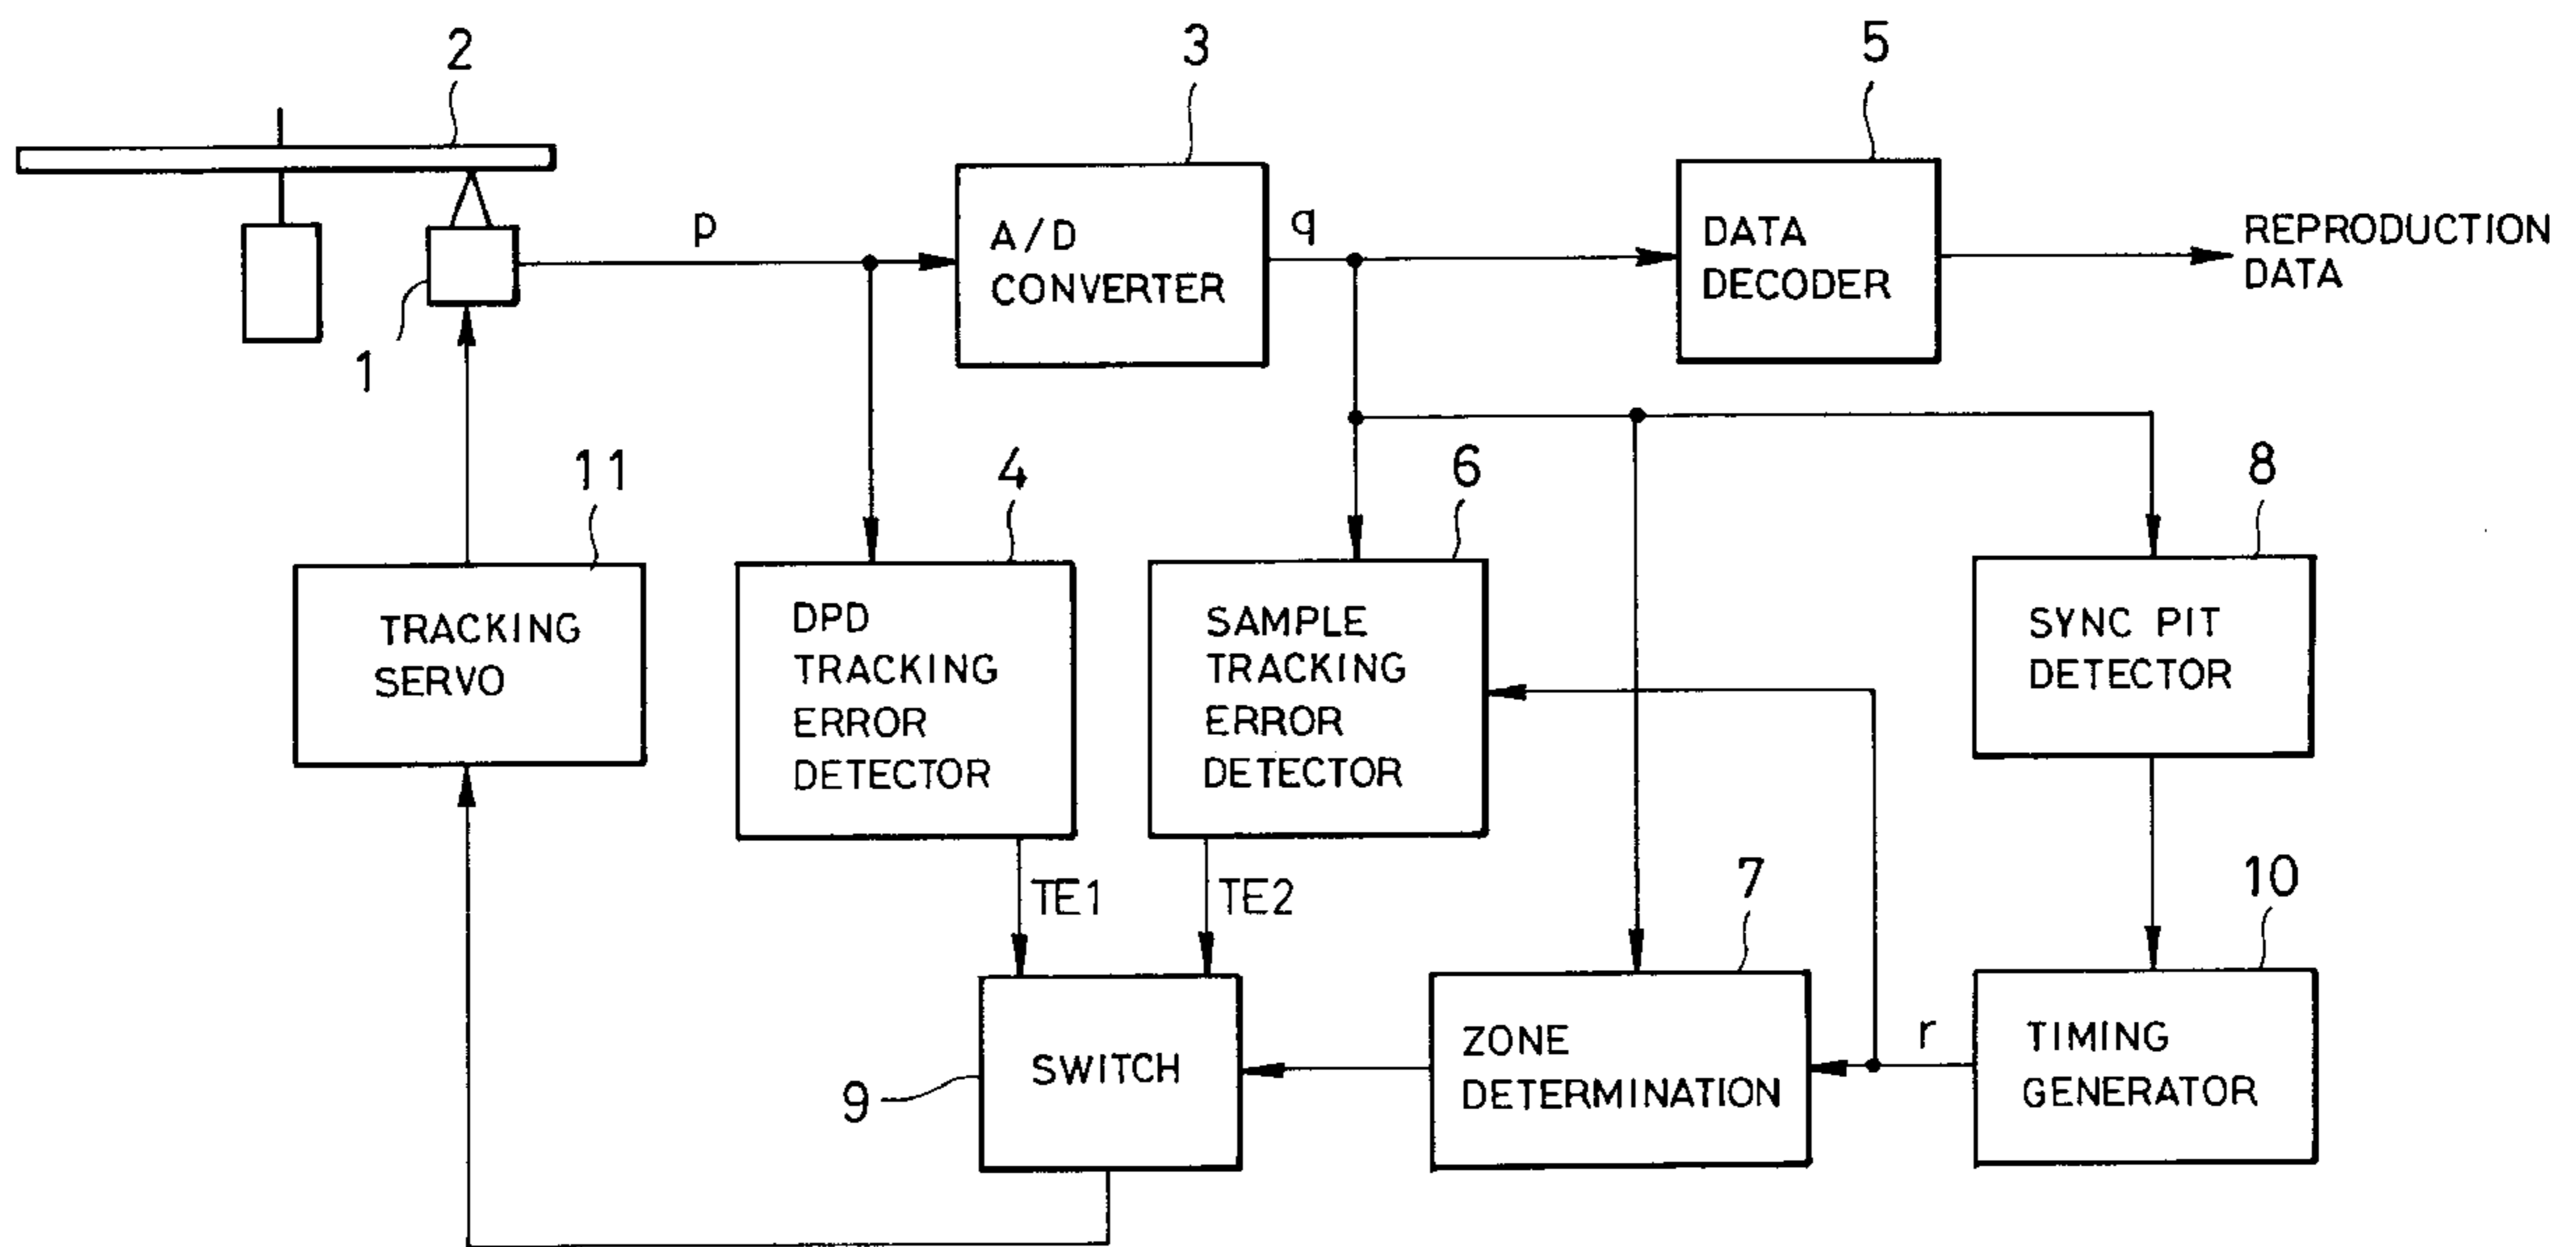 2
3
5
p
A/D
CONVERTER
q
DATA
DECODER
REPRODUCTION
DATA
1
11
4
6
8
TRACKING
SERVO
DPD
TRACKING
ERROR
DETECTOR
SAMPLE
TRACKING
ERROR
DETECTOR
SYNC PIT
DETECTOR
TE1
TE2
7
10
9
SWITCH
ZONE
DETERMINATION
r
TIMING
GENERATOR